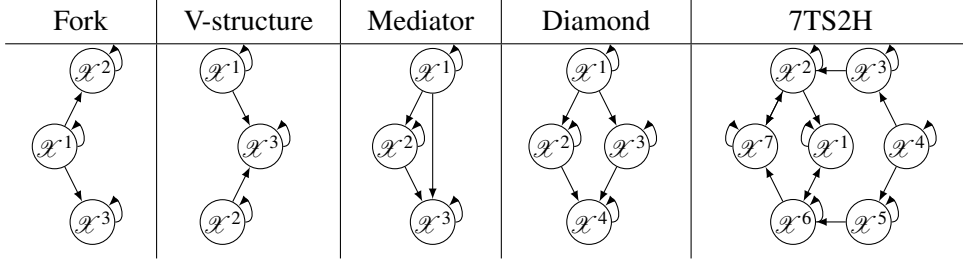 Fork V-structure Mediator Diamond 7TS2H
𝒳² 𝒳¹ 𝒳¹ 𝒳¹ 𝒳² 𝒳³
𝒳¹ 𝒳³ 𝒳² 𝒳² 𝒳³ 𝒳⁷ 𝒳¹ 𝒳⁴
𝒳³ 𝒳² 𝒳³ 𝒳⁴ 𝒳⁶ 𝒳⁵